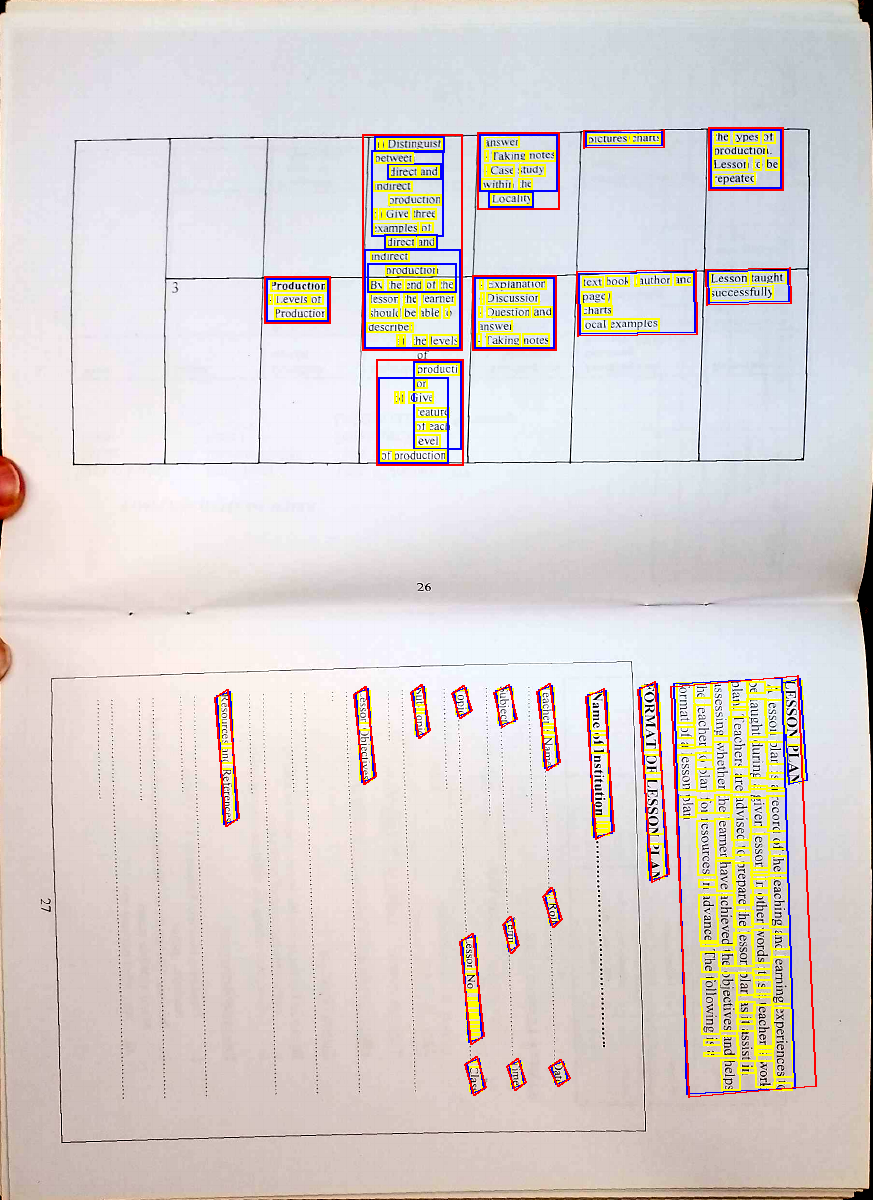 Distinguish
between
direct and
indirect
production
Give three
examples of
direct and
indirect
production
answer
- Taking notes
- Case study
within the
Locality
pictures charts
the types of
production.
Lesson to be
repeated
3
Production
- Levels of
Production
By the end of the
lesson the learner
should be able to
describe:
the levels
of
producti
on
Give
feature
of each
level
of production
- Explanation
- Discussion
- Question and
answer
- Taking notes
text book (author and
page)
charts
local examples
Lesson taught
successfully
26
LESSON PLAN
A lesson plan is a record of the teaching and learning experiences to
be taught during a given lesson. In other words it is a teacher's work
plan. Teachers are advised to prepare the lesson plan as it assist in
assessing whether the learner have achieved the objectives and helps
the teacher to plan for resources in advance. The following is a
format of a lesson plan
FORMAT OF LESSON PLAN
Name of Institution
Teacher's Name Roll Date
Subject Term Time
Topic Lesson No Class
Sub topic
Lesson Objectives
Resources and References
27